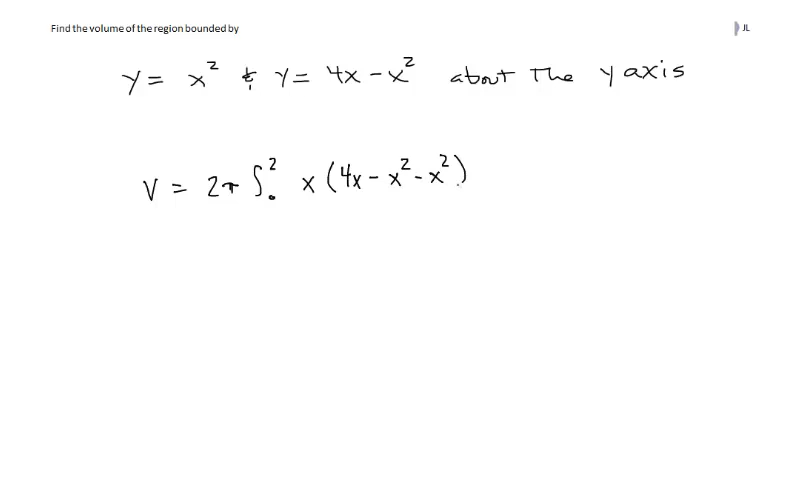 Find the volume of the region bounded by
JL
y = x² & y = 4x - x² about the y axis
V = 2π ∫₀² x (4x - x² - x²)